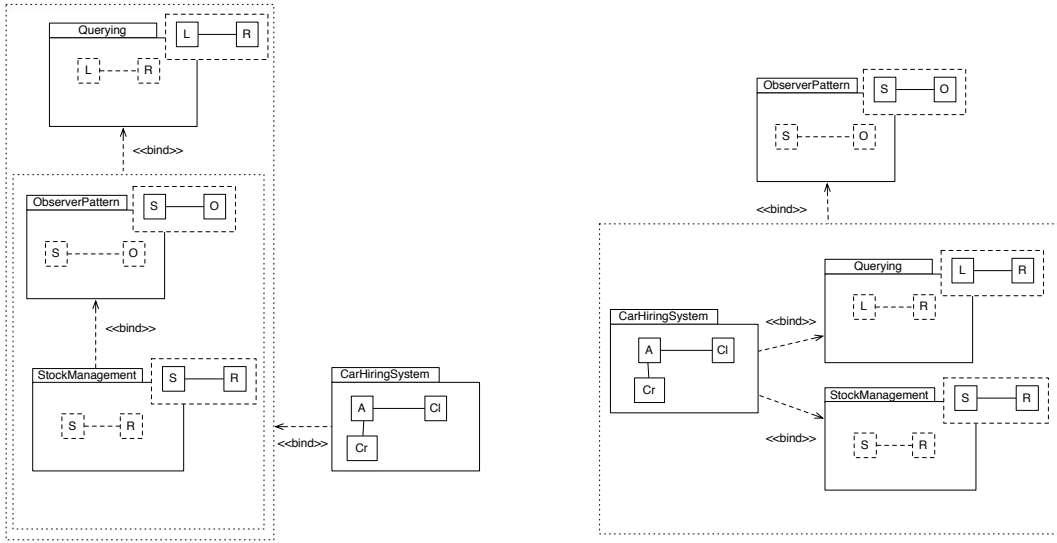 Querying
L R
L R
<<bind>>
ObserverPattern
S O
S O
<<bind>>
StockManagement
S R
S R
CarHiringSystem
A Cl
Cr
<<bind>>
ObserverPattern
S O
S O
<<bind>>
Querying
L R
L R
CarHiringSystem
A Cl
Cr
<<bind>>
StockManagement
S R
S R
<<bind>>